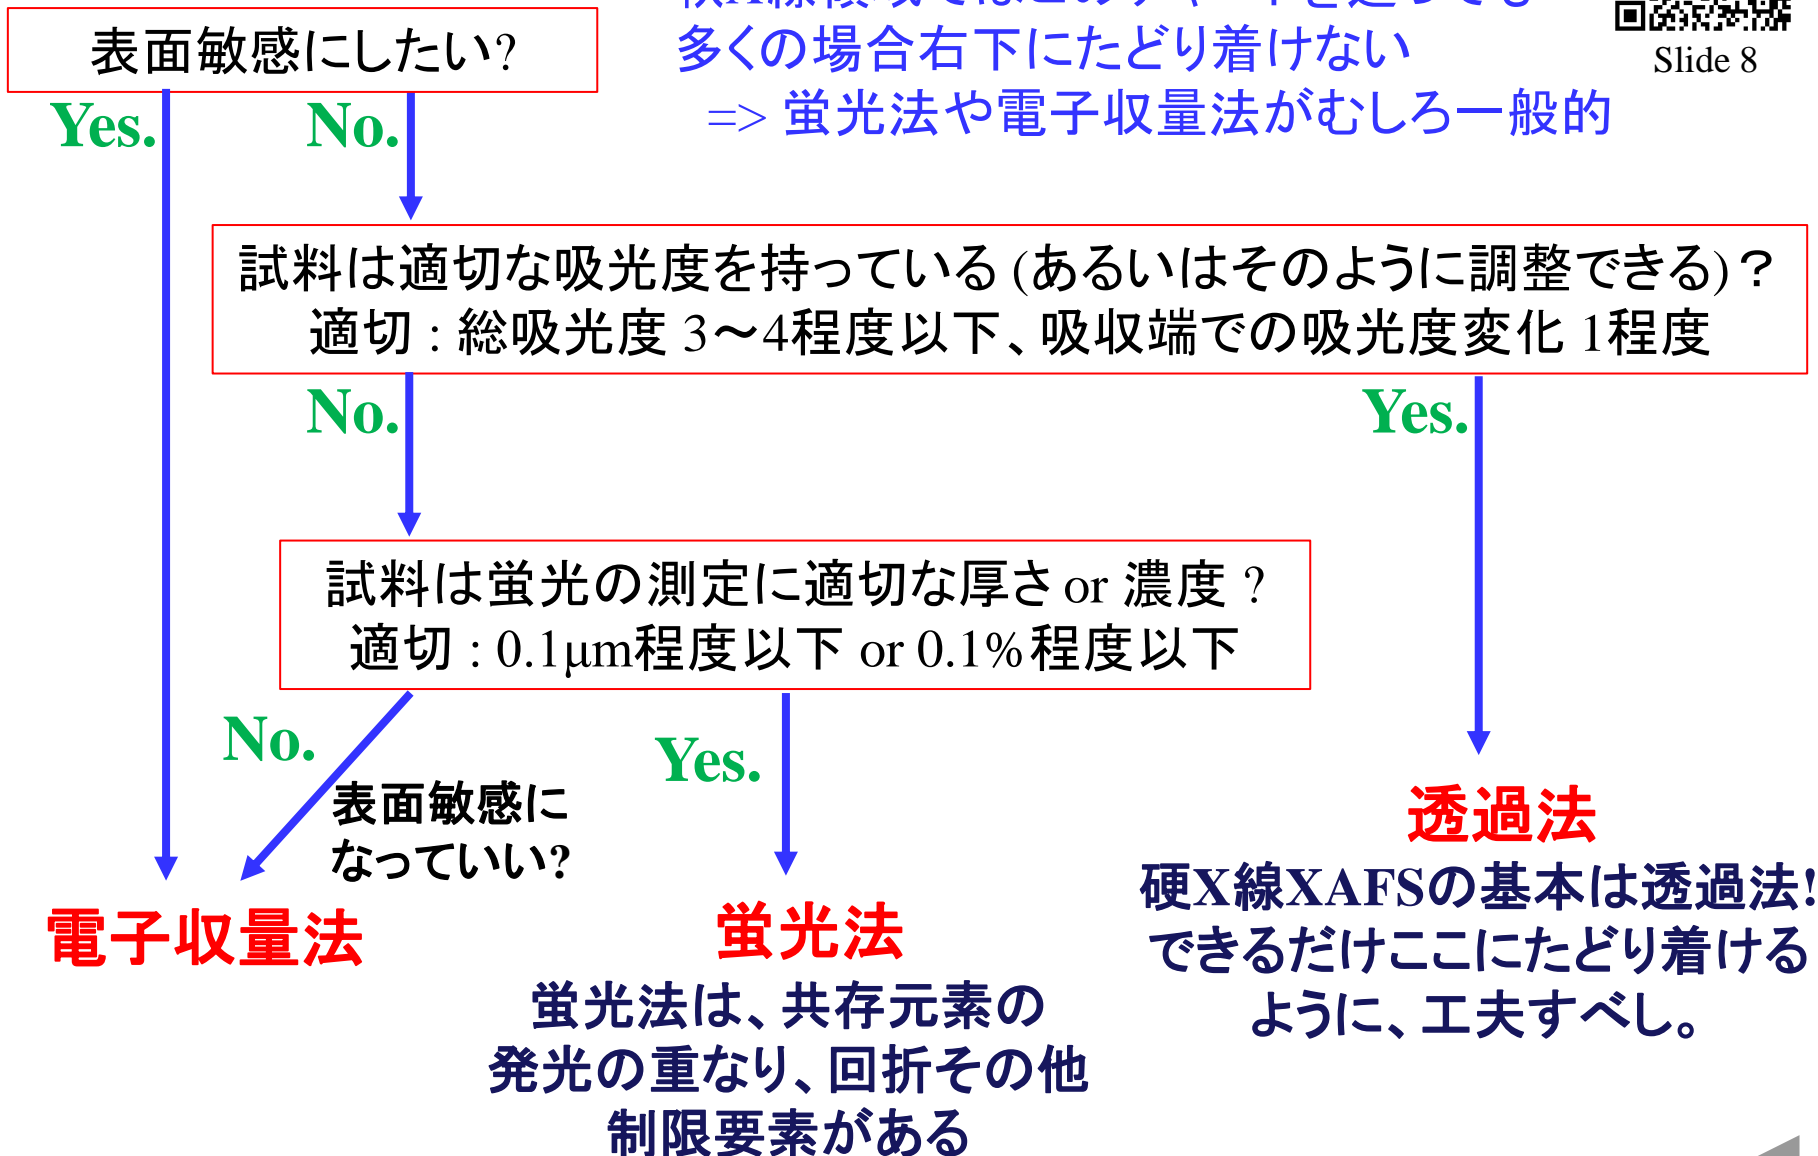 表面敏感にしたい?
多くの場合右下にたどり着けない
=> 蛍光法や電子収量法がむしろ一般的
Slide 8
Yes.
No.
試料は適切な吸光度を持っている (あるいはそのように調整できる)？
適切 : 総吸光度 3～4程度以下、吸収端での吸光度変化 1程度
No.
Yes.
試料は蛍光の測定に適切な厚さ or 濃度 ?
適切 : 0.1μm程度以下 or 0.1%程度以下
No.
Yes.
表面敏感に
なっていい?
電子収量法
蛍光法
蛍光法は、共存元素の
発光の重なり、回折その他
制限要素がある
透過法
硬X線XAFSの基本は透過法!
できるだけここにたどり着ける
ように、工夫すべし。